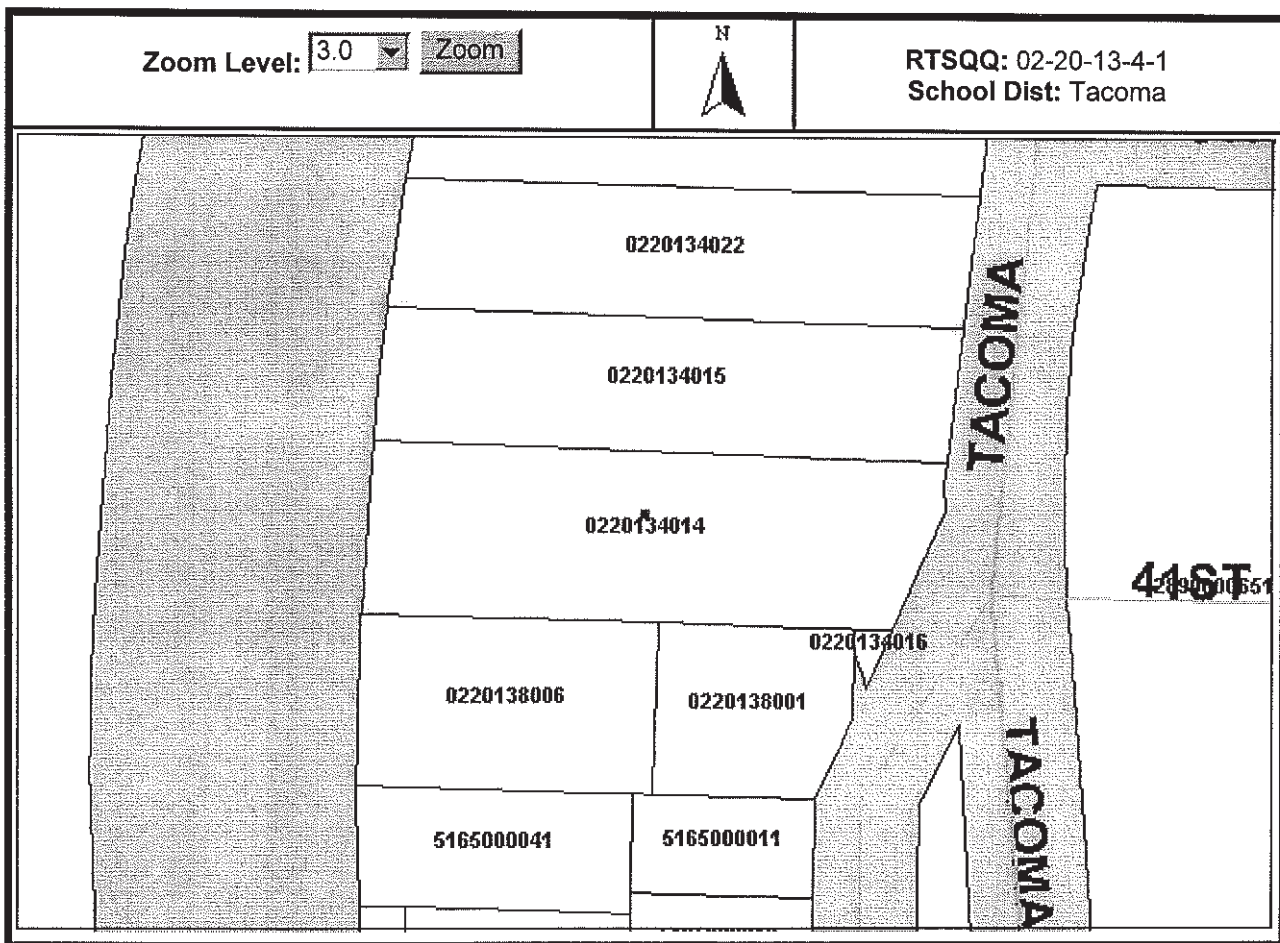 Zoom Level: 3.0 Zoom
N
RTSQQ: 02-20-13-4-1
School Dist: Tacoma
0220134022
0220134015
TACOMA
0220134014
41ST
0220134016
0220138006
0220138001
TACOMA
5165000041
5165000011